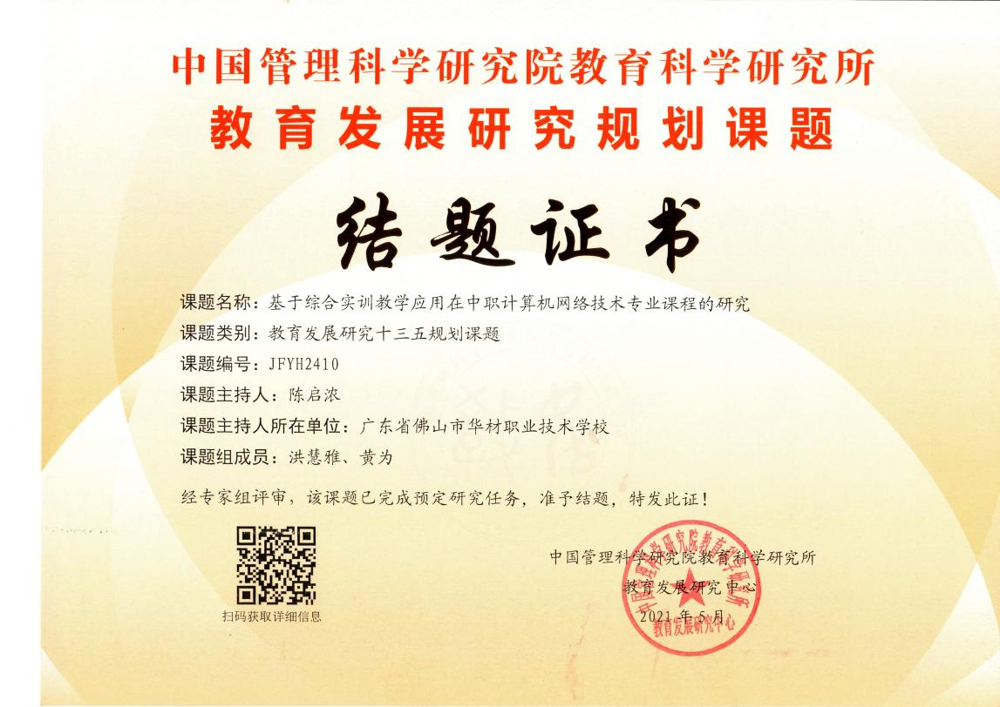 中国管理科学研究院教育科学研究所
教育发展研究规划课题
结题证书
课题名称：基于综合实训教学应用在中职计算机网络技术专业课程的研究
课题类别：教育发展研究十三五规划课题
课题编号：JFYH2410
课题主持人：陈启浓
课题主持人所在单位：广东省佛山市华材职业技术学校
课题组成员：洪慧雅、黄为
经专家组评审，该课题已完成预定研究任务，准予结题，特发此证！
扫码获取详细信息
中国管理科学研究院教育科学研究所
教育发展研究中心
2021 年 5 月
中国管理科学研究院教育科学研究所
教育发展研究中心